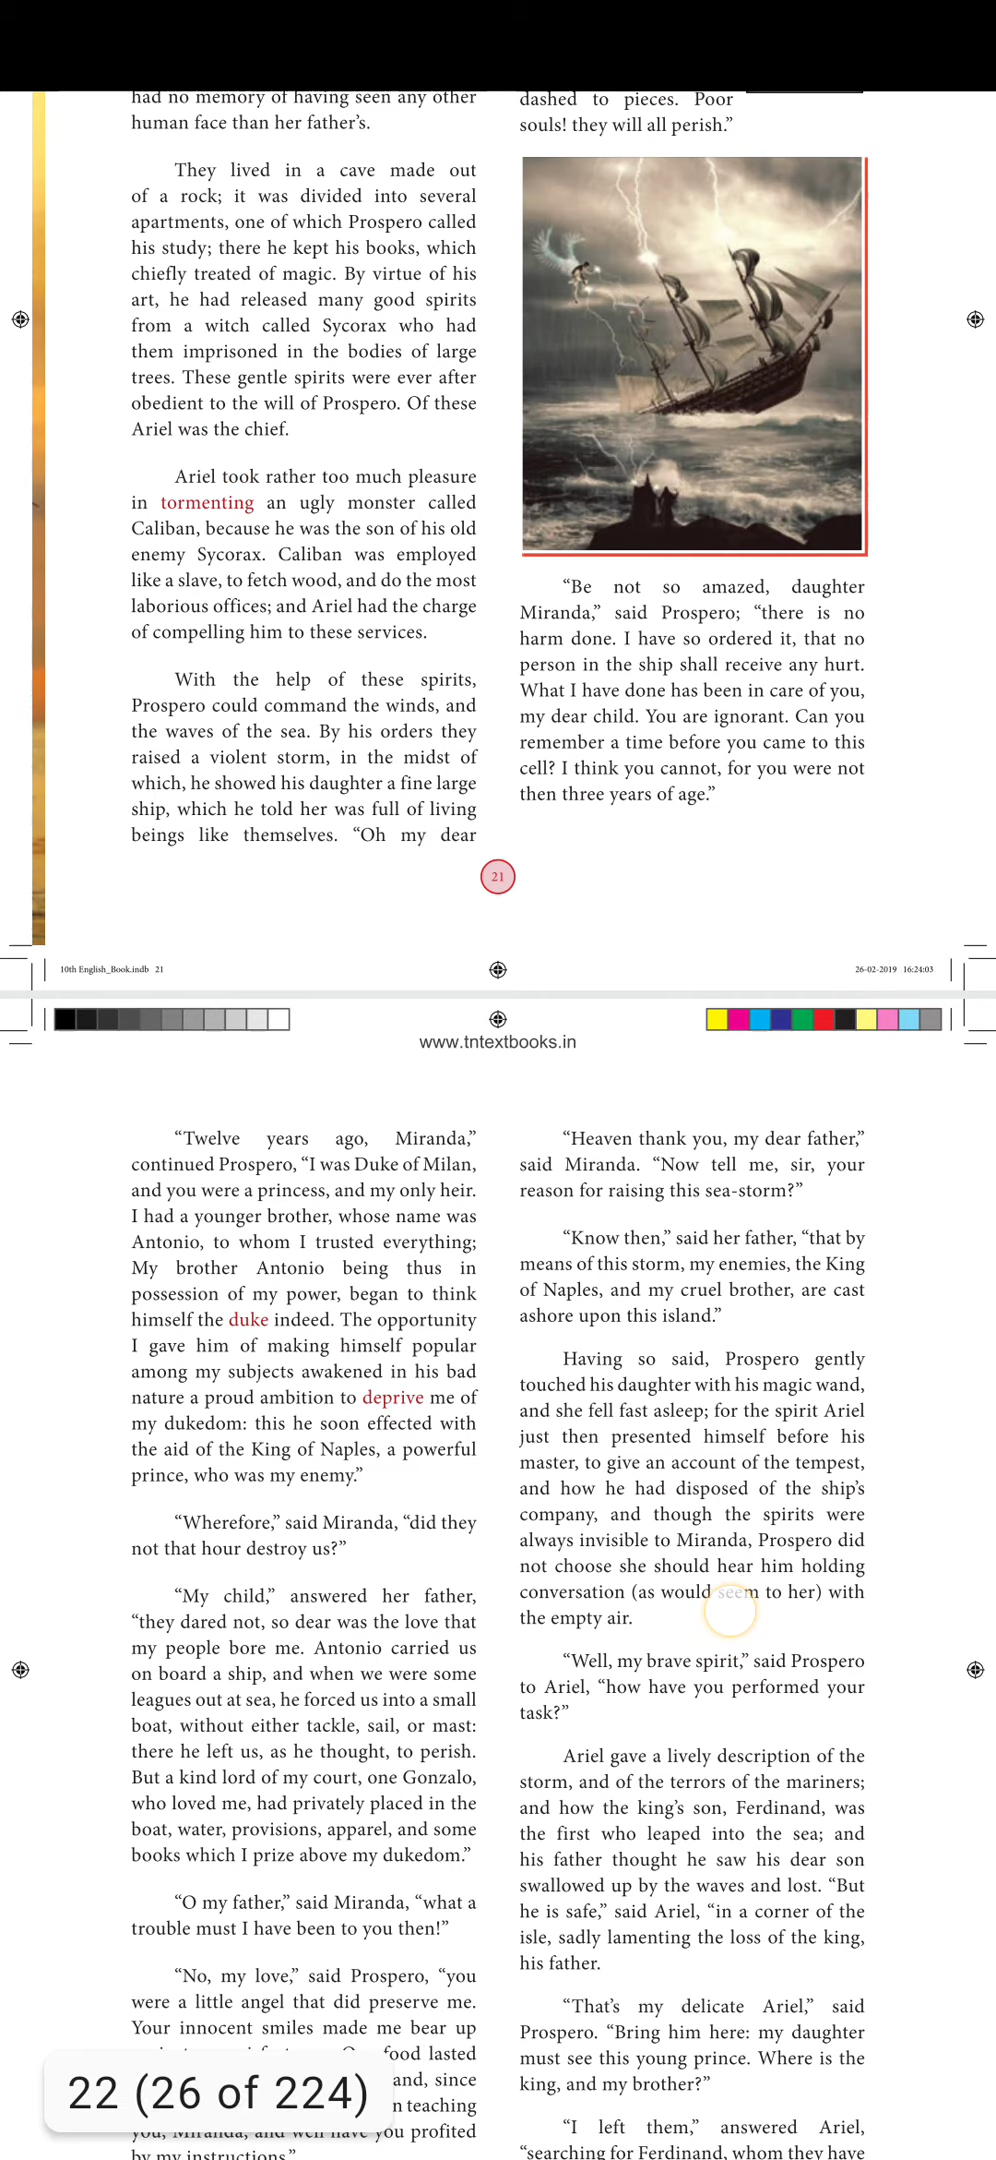 had no memory of having seen any other
human face than her father's.
They lived in a cave made out
of a rock; it was divided into several
apartments, one of which Prospero called
his study; there he kept his books, which
chiefly treated of magic. By virtue of his
art, he had released many good spirits
from a witch called Sycorax who had
them imprisoned in the bodies of large
trees. These gentle spirits were ever after
obedient to the will of Prospero. Of these
Ariel was the chief.
Ariel took rather too much pleasure
in tormenting an ugly monster called
Caliban, because he was the son of his old
enemy Sycorax. Caliban was employed
like a slave, to fetch wood, and do the most
laborious offices; and Ariel had the charge
of compelling him to these services.
With the help of these spirits,
Prospero could command the winds, and
the waves of the sea. By his orders they
raised a violent storm, in the midst of
which, he showed his daughter a fine large
ship, which he told her was full of living
beings like themselves. “Oh my dear
dashed to pieces. Poor
souls! they will all perish.”
“Be not so amazed, daughter
Miranda,” said Prospero; “there is no
harm done. I have so ordered it, that no
person in the ship shall receive any hurt.
What I have done has been in care of you,
my dear child. You are ignorant. Can you
remember a time before you came to this
cell? I think you cannot, for you were not
then three years of age.”
21
10th English_Book.indb 21
26-02-2019 16:24:03
www.tntextbooks.in
“Twelve years ago, Miranda,”
continued Prospero, “I was Duke of Milan,
and you were a princess, and my only heir.
I had a younger brother, whose name was
Antonio, to whom I trusted everything;
My brother Antonio being thus in
possession of my power, began to think
himself the duke indeed. The opportunity
I gave him of making himself popular
among my subjects awakened in his bad
nature a proud ambition to deprive me of
my dukedom: this he soon effected with
the aid of the King of Naples, a powerful
prince, who was my enemy.”
“Wherefore,” said Miranda, “did they
not that hour destroy us?”
“My child,” answered her father,
“they dared not, so dear was the love that
my people bore me. Antonio carried us
on board a ship, and when we were some
leagues out at sea, he forced us into a small
boat, without either tackle, sail, or mast:
there he left us, as he thought, to perish.
But a kind lord of my court, one Gonzalo,
who loved me, had privately placed in the
boat, water, provisions, apparel, and some
books which I prize above my dukedom.”
“O my father,” said Miranda, “what a
trouble must I have been to you then!”
“No, my love,” said Prospero, “you
were a little angel that did preserve me.
Your innocent smiles made me bear up
food lasted
and, since
teaching
you, Miranda, and well have you profited
by my instructions.”
22 (26 of 224)
“Heaven thank you, my dear father,”
said Miranda. “Now tell me, sir, your
reason for raising this sea-storm?”
“Know then,” said her father, “that by
means of this storm, my enemies, the King
of Naples, and my cruel brother, are cast
ashore upon this island.”
Having so said, Prospero gently
touched his daughter with his magic wand,
and she fell fast asleep; for the spirit Ariel
just then presented himself before his
master, to give an account of the tempest,
and how he had disposed of the ship's
company, and though the spirits were
always invisible to Miranda, Prospero did
not choose she should hear him holding
conversation (as would seem to her) with
the empty air.
“Well, my brave spirit,” said Prospero
to Ariel, “how have you performed your
task?”
Ariel gave a lively description of the
storm, and of the terrors of the mariners;
and how the king's son, Ferdinand, was
the first who leaped into the sea; and
his father thought he saw his dear son
swallowed up by the waves and lost. “But
he is safe,” said Ariel, “in a corner of the
isle, sadly lamenting the loss of the king,
his father.
“That's my delicate Ariel,” said
Prospero. “Bring him here: my daughter
must see this young prince. Where is the
king, and my brother?”
“I left them,” answered Ariel,
“searching for Ferdinand, whom they have